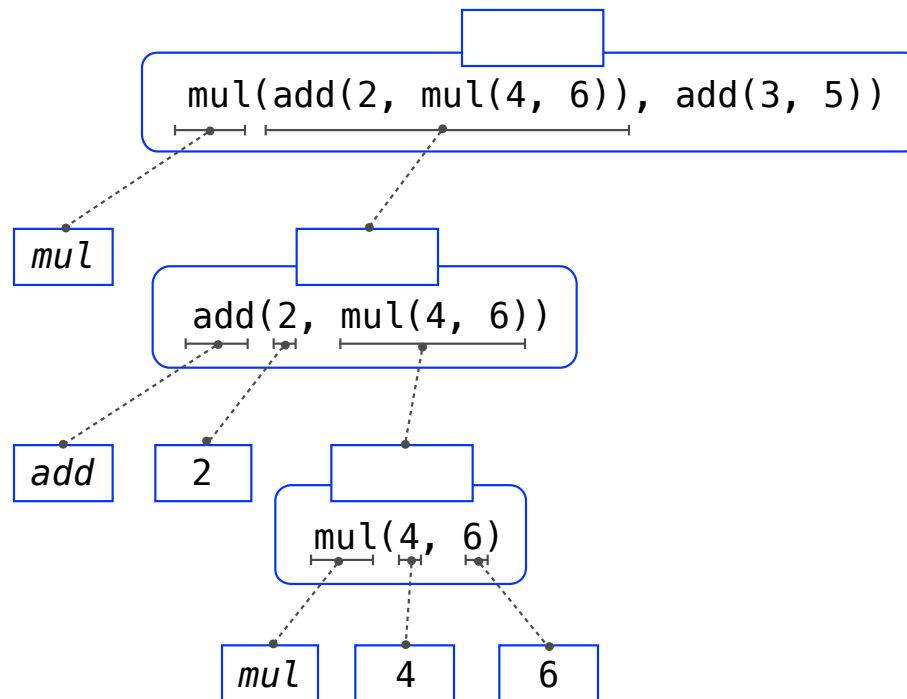 mul(add(2, mul(4, 6)), add(3, 5))
mul
add(2, mul(4, 6))
add
2
mul(4, 6)
mul
4
6